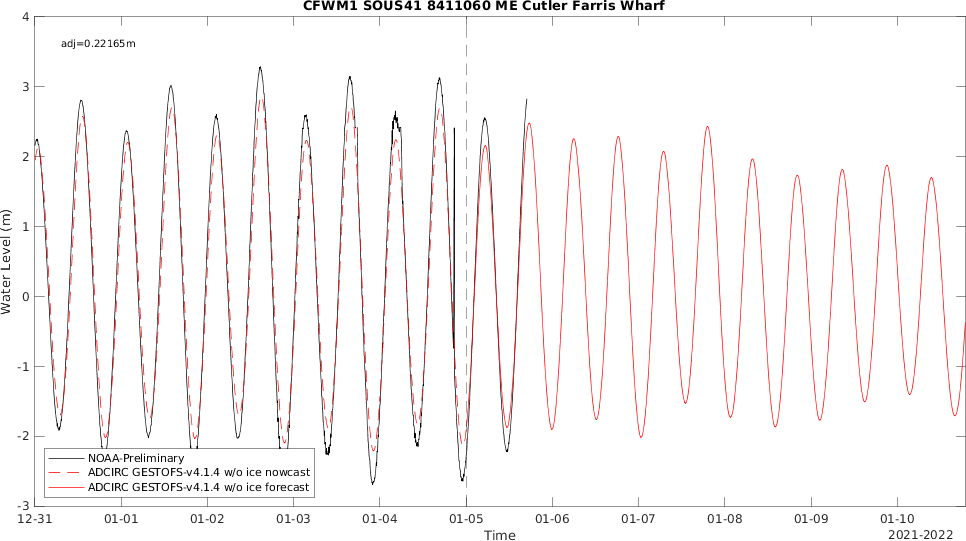 CFWM1 SOUS41 8411060 ME Cutler Farris Wharf
adj=0.22165m
Water Level (m)
4
3
2
1
0
-1
-2
-3
NOAA-Preliminary
ADCIRC GESTOFS-v4.1.4 w/o ice nowcast
ADCIRC GESTOFS-v4.1.4 w/o ice forecast
12-31 01-01 01-02 01-03 01-04 01-05 01-06 01-07 01-08 01-09 01-10
Time
2021-2022